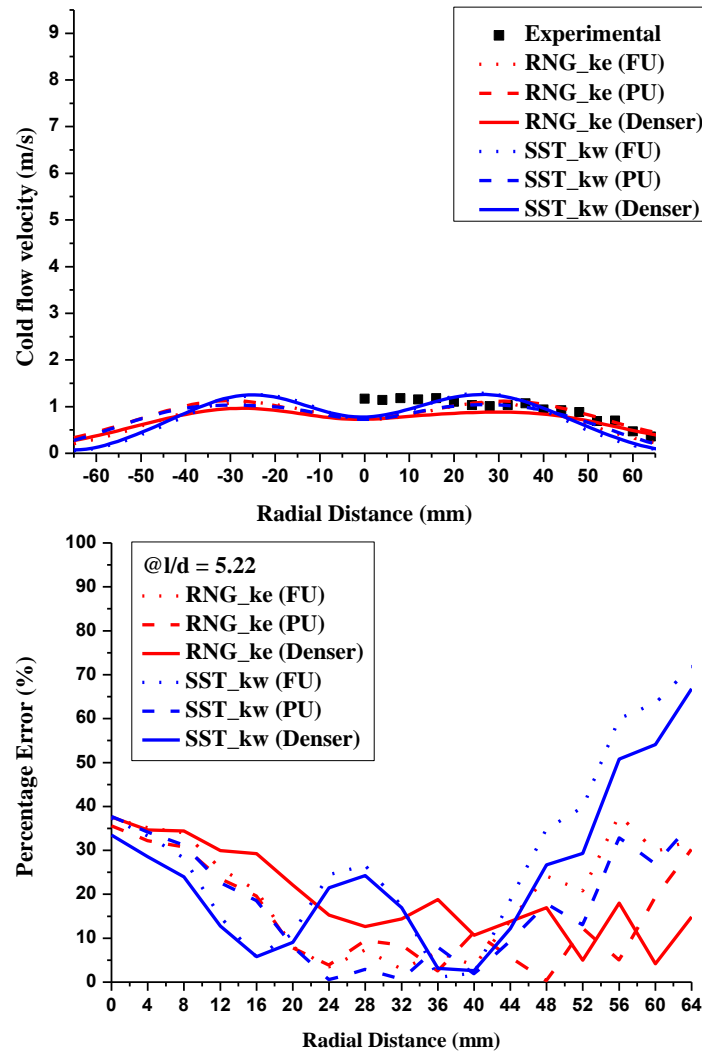 9
8
7
6
5
4
3
2
1
0
Cold flow velocity (m/s)
Experimental
RNG_ke (FU)
RNG_ke (PU)
RNG_ke (Denser)
SST_kw (FU)
SST_kw (PU)
SST_kw (Denser)
-60 -50 -40 -30 -20 -10 0 10 20 30 40 50 60
Radial Distance (mm)
100
90
80
70
60
50
40
30
20
10
0
Percentage Error (%)
@l/d = 5.22
RNG_ke (FU)
RNG_ke (PU)
RNG_ke (Denser)
SST_kw (FU)
SST_kw (PU)
SST_kw (Denser)
0 4 8 12 16 20 24 28 32 36 40 44 48 52 56 60 64
Radial Distance (mm)